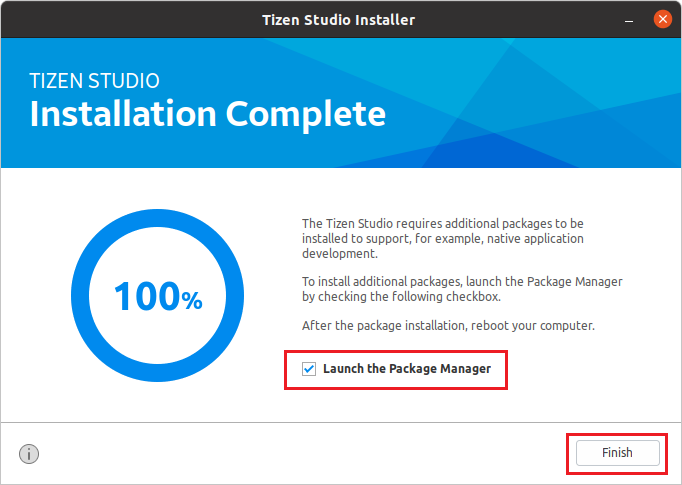 Tizen Studio Installer
TIZEN STUDIO
Installation Complete
100%
The Tizen Studio requires additional packages to be
installed to support, for example, native application
development.
To install additional packages, launch the Package Manager
by checking the following checkbox.
After the package installation, reboot your computer.
Launch the Package Manager
Finish